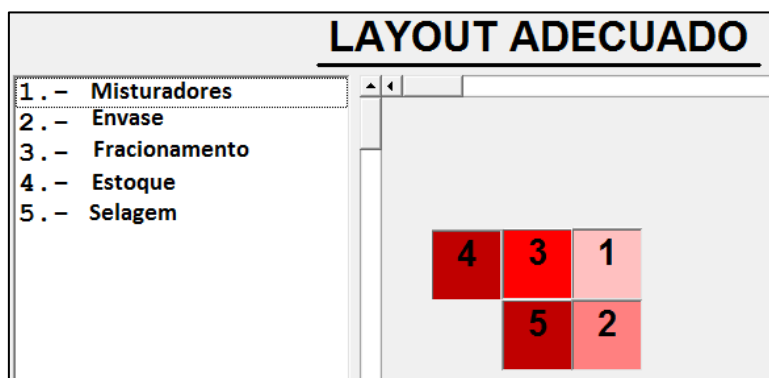 LAYOUT ADECUADO
1.- Misturadores
2.- Envase
3.- Fracionamento
4.- Estoque
5.- Selagem
4 3 1
5 2